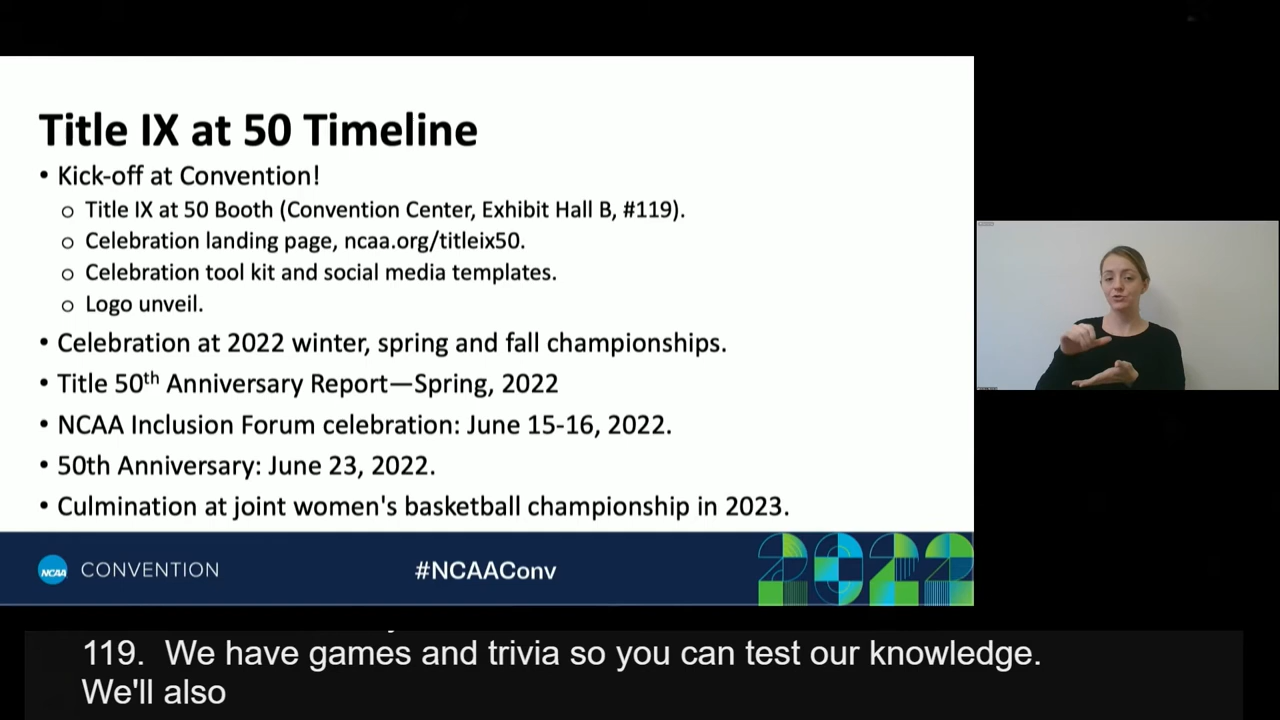 Title IX at 50 Timeline
• Kick-off at Convention!
o Title IX at 50 Booth (Convention Center, Exhibit Hall B, #119).
o Celebration landing page, ncaa.org/titleix50.
o Celebration tool kit and social media templates.
o Logo unveil.
• Celebration at 2022 winter, spring and fall championships.
• Title 50th Anniversary Report—Spring, 2022
• NCAA Inclusion Forum celebration: June 15-16, 2022.
• 50th Anniversary: June 23, 2022.
• Culmination at joint women's basketball championship in 2023.
NCAA CONVENTION
#NCAAConv
2022
119.  We have games and trivia so you can test our knowledge.
We'll also